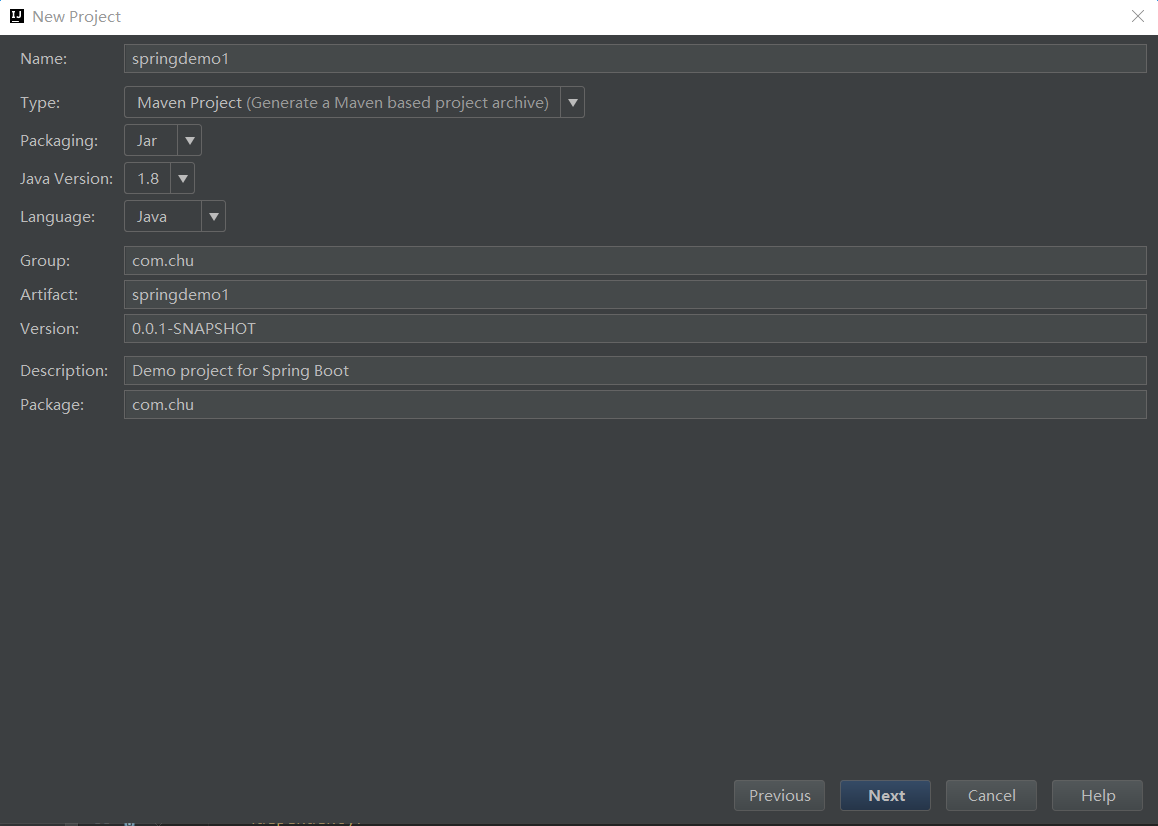 New Project
Name: springdemo1
Type: Maven Project (Generate a Maven based project archive)
Packaging: Jar
Java Version: 1.8
Language: Java
Group: com.chu
Artifact: springdemo1
Version: 0.0.1-SNAPSHOT
Description: Demo project for Spring Boot
Package: com.chu
Previous Next Cancel Help